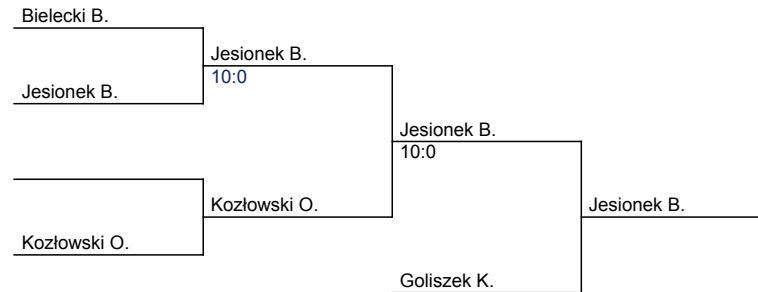 Bielecki B.
Jesionek B.
10:0
Jesionek B.
Jesionek B.
10:0
Kozłowski O.
Jesionek B.
Kozłowski O.
Goliszek K.